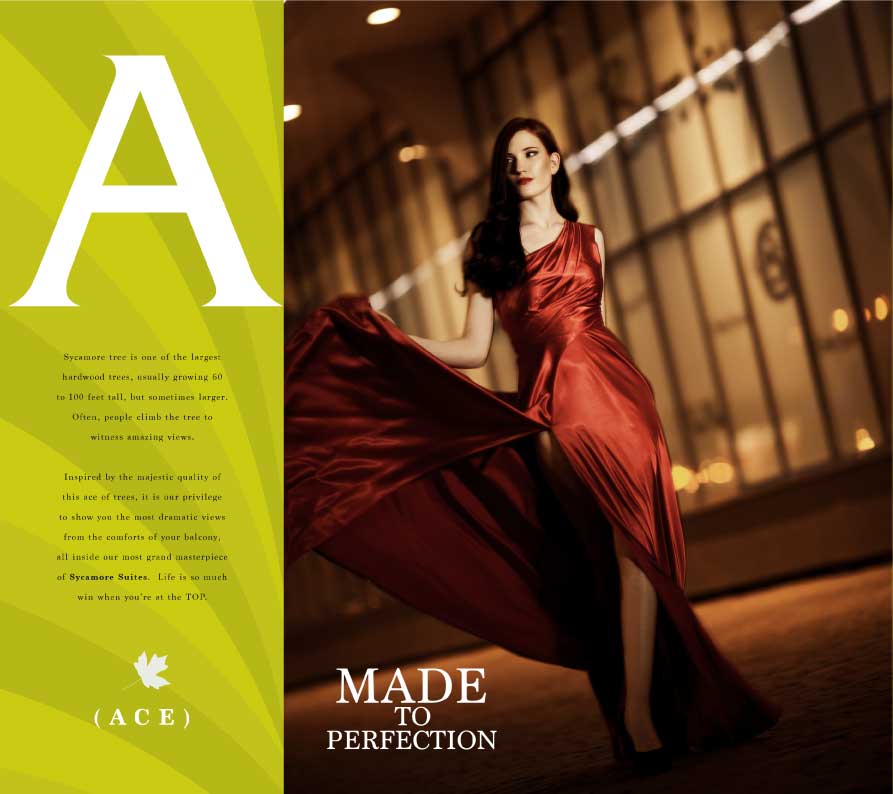 A
Sycamore tree is one of the largest
hardwood trees, usually growing 60
to 100 feet tall, but sometimes larger.
Often, people climb the tree to
witness amazing views.
Inspired by the majestic quality of
this ace of trees, it is our privilege
to show you the most dramatic views
from the comforts of your balcony,
all inside our most grand masterpiece
of Sycamore Suites. Life is so much
win when you're at the TOP.
(ACE)
MADE
TO
PERFECTION